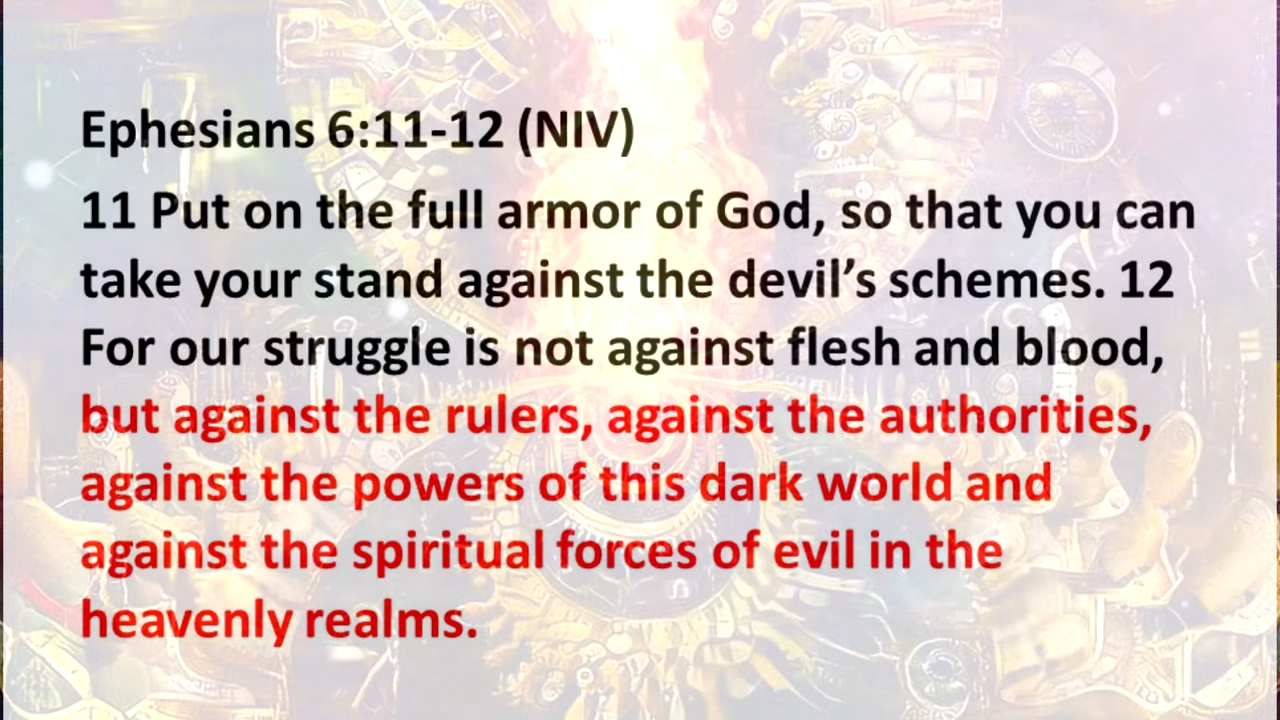 Ephesians 6:11-12 (NIV)
11 Put on the full armor of God, so that you can
take your stand against the devil’s schemes. 12
For our struggle is not against flesh and blood,
but against the rulers, against the authorities,
against the powers of this dark world and
against the spiritual forces of evil in the
heavenly realms.